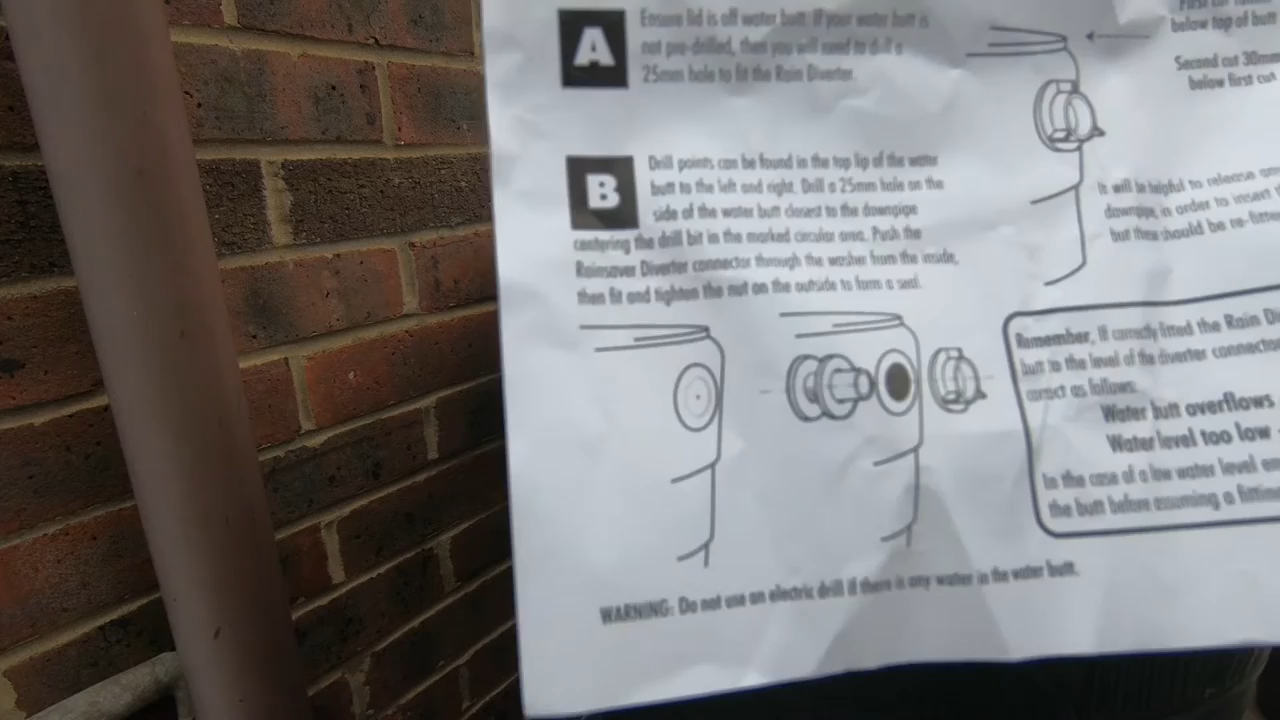 A
Ensure lid is off water butt. If your water butt is
not pre-drilled, then you will need to drill a
25mm hole to fit the Rain Diverter.
B
Drill points can be found in the top lip of the water
butt to the left and right. Drill a 25mm hole on the
side of the water butt closest to the downpipe
centering the drill bit in the marked circular area. Push the
Rainsaver Diverter connector through the washer from the inside,
then fit and tighten the nut on the outside to form a seal.
WARNING: Do not use an electric drill if there is any water in the water butt.
below top of butt
Second cut 30mm
below first cut
It will be helpful to release
downpipe, in order to insert
but these should be
Remember, if correctly fitted the Rain
butt to the level of the diverter connector
correct as follows:
Water butt overflows
Water level too low -
In the case of a low water level
the butt before assuming a